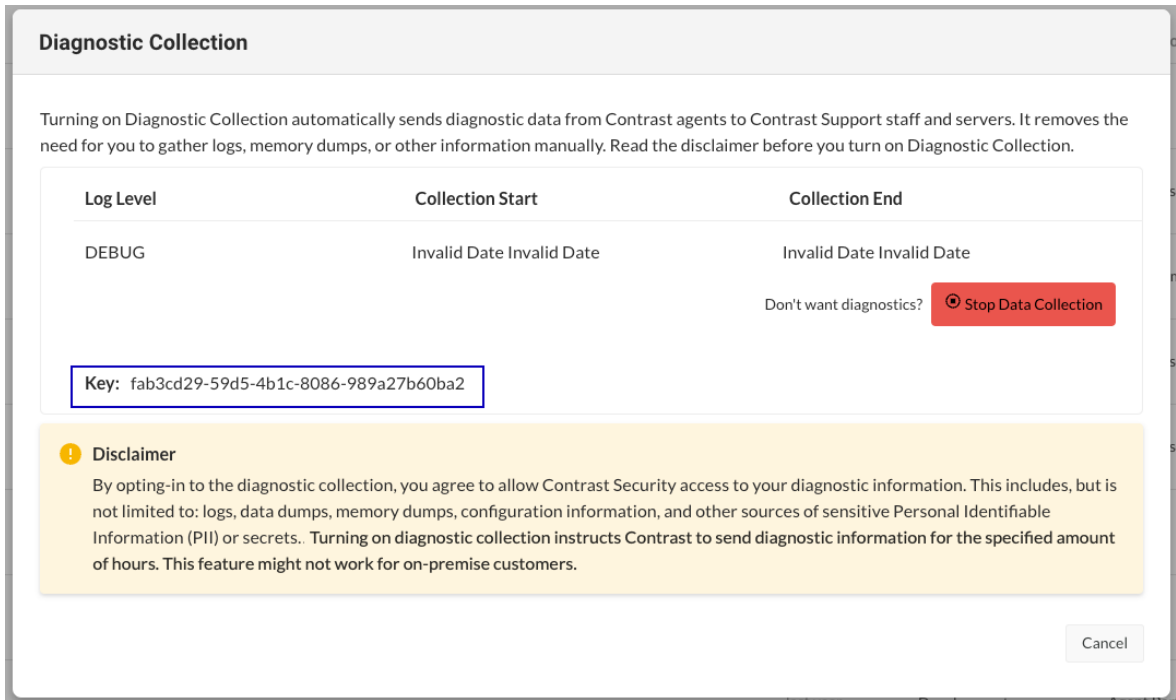 Diagnostic Collection
Turning on Diagnostic Collection automatically sends diagnostic data from Contrast agents to Contrast Support staff and servers. It removes the
need for you to gather logs, memory dumps, or other information manually. Read the disclaimer before you turn on Diagnostic Collection.
Log Level Collection Start Collection End
DEBUG Invalid Date Invalid Date Invalid Date Invalid Date
Don't want diagnostics? Stop Data Collection
Key: fab3cd29-59d5-4b1c-8086-989a27b60ba2
Disclaimer
By opting-in to the diagnostic collection, you agree to allow Contrast Security access to your diagnostic information. This includes, but is
not limited to: logs, data dumps, memory dumps, configuration information, and other sources of sensitive Personal Identifiable
Information (PII) or secrets. Turning on diagnostic collection instructs Contrast to send diagnostic information for the specified amount
of hours. This feature might not work for on-premise customers.
Cancel